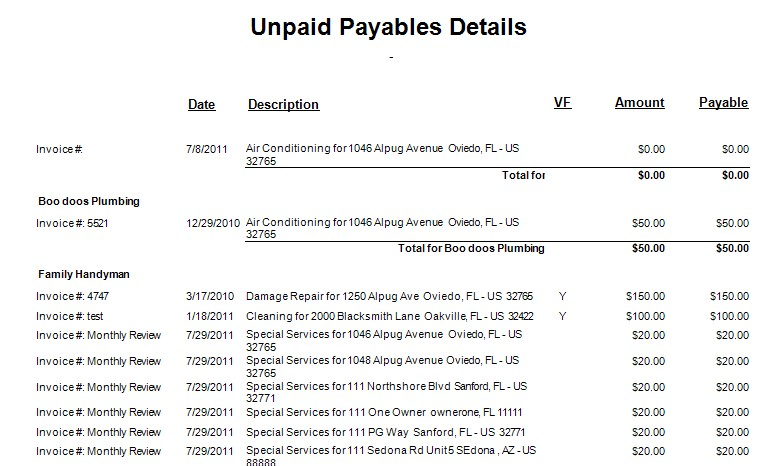 Unpaid Payables Details
-
Date Description VF Amount Payable
Invoice #: 7/8/2011 Air Conditioning for 1046 Alpug Avenue Oviedo, FL - US $0.00 $0.00
32765
Total for $0.00 $0.00
Boo doos Plumbing
Invoice #: 5521 12/29/2010 Air Conditioning for 1046 Alpug Avenue Oviedo, FL - US $50.00 $50.00
32765
Total for Boo doos Plumbing $50.00 $50.00
Family Handyman
Invoice #: 4747 3/17/2010 Damage Repair for 1250 Alpug Ave Oviedo, FL - US 32765 Y $150.00 $150.00
Invoice #: test 1/18/2011 Cleaning for 2000 Blacksmith Lane Oakville, FL - US 32422 Y $100.00 $100.00
Invoice #: Monthly Review 7/29/2011 Special Services for 1046 Alpug Avenue Oviedo, FL - US $20.00 $20.00
32765
Invoice #: Monthly Review 7/29/2011 Special Services for 1048 Alpug Avenue Oviedo, FL - US $20.00 $20.00
32765
Invoice #: Monthly Review 7/29/2011 Special Services for 111 Northshore Blvd Sanford, FL - US $20.00 $20.00
32771
Invoice #: Monthly Review 7/29/2011 Special Services for 111 One Owner ownerone, FL 11111 $20.00 $20.00
Invoice #: Monthly Review 7/29/2011 Special Services for 111 PG Way Sanford, FL - US 32771 $20.00 $20.00
Invoice #: Monthly Review 7/29/2011 Special Services for 111 Sedona Rd Unit5 SEdona , AZ - US $20.00 $20.00
88888